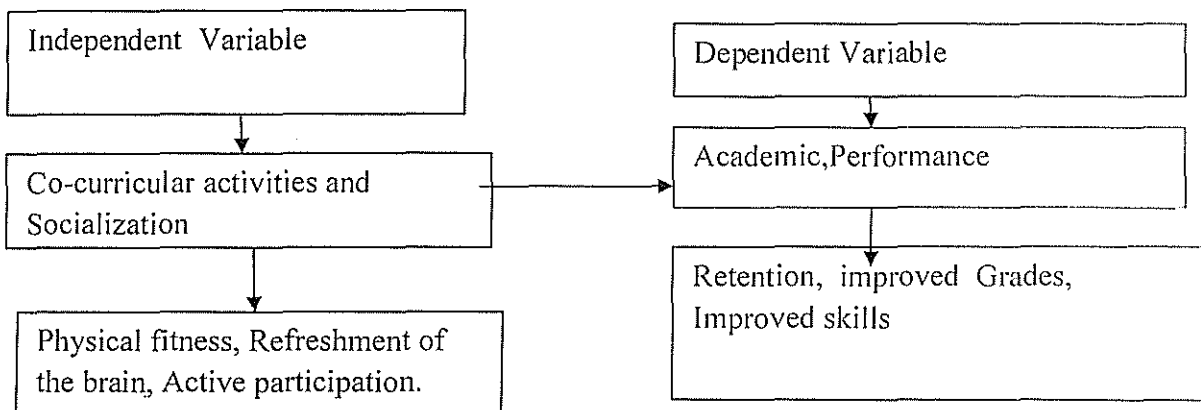 Independent Variable
Co-curricular activities and
Socialization
Physical fitness, Refreshment of
the brain, Active participation.
Dependent Variable
Academic,Performance
Retention, improved Grades,
Improved skills